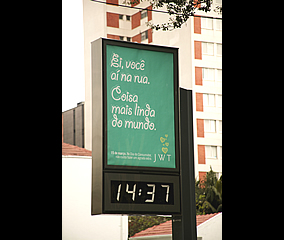 Ei, você
aí na rua.
Coisa
mais linda
do mundo.
JWT
14:37